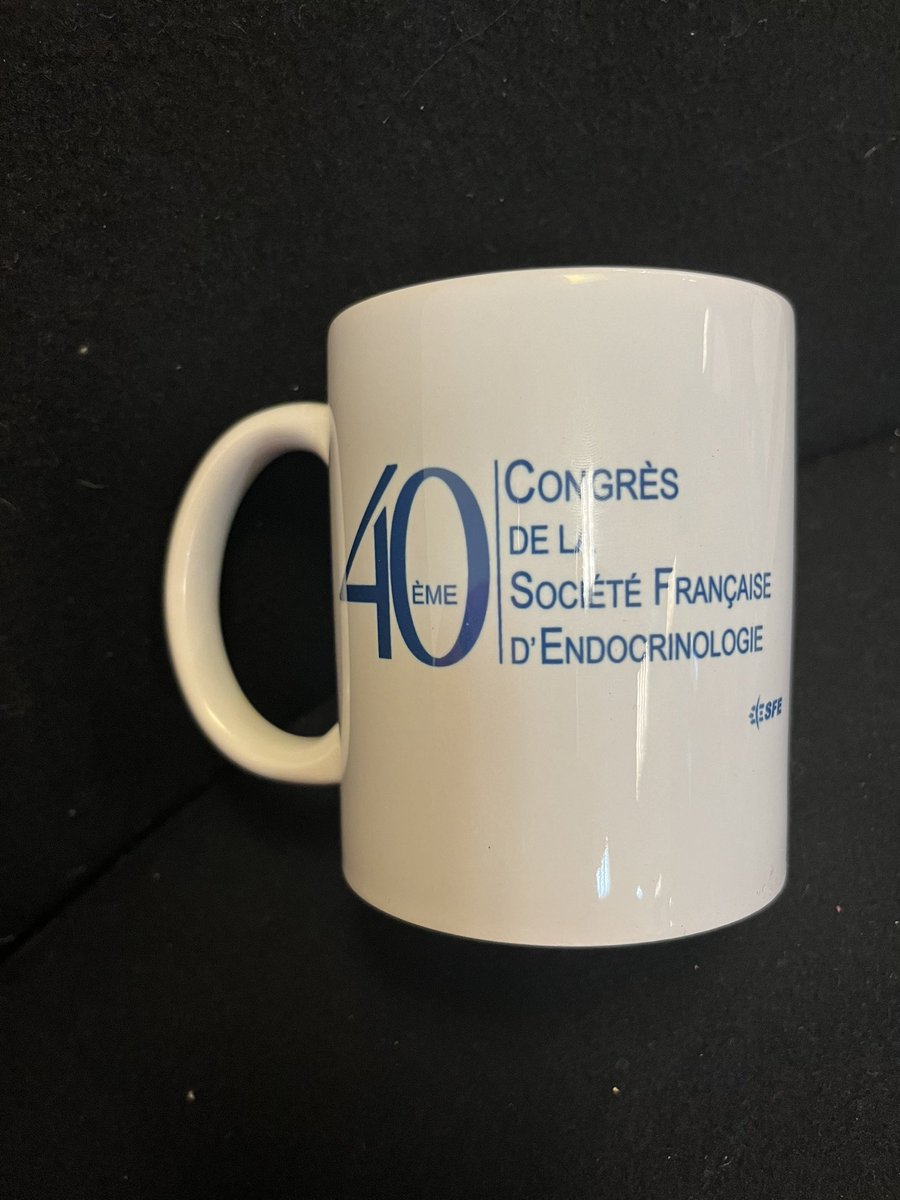 40ÈME
CONGRÈS
DE LA
SOCIÉTÉ FRANÇAISE
D'ENDOCRINOLOGIE
SFE